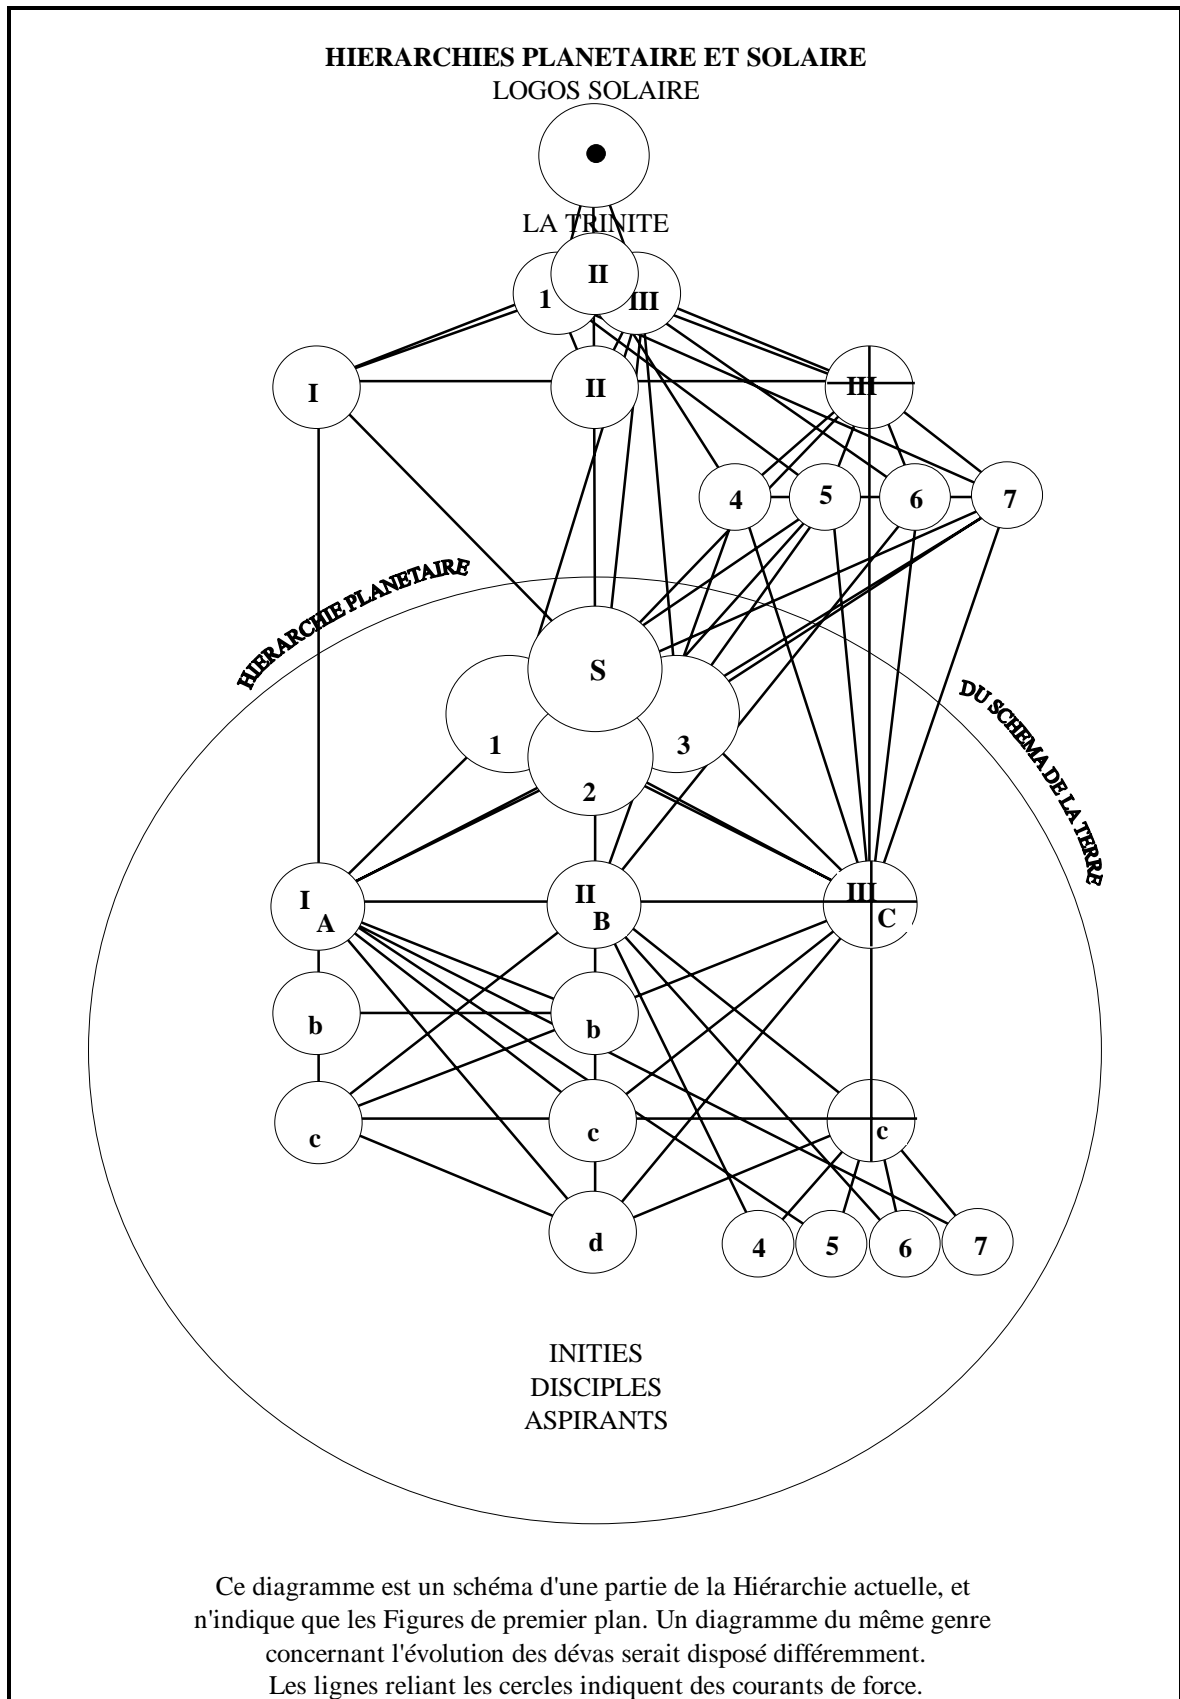 HIERARCHIES PLANETAIRE ET SOLAIRE
LOGOS SOLAIRE
LA TRINITE
II
1 III
I II III
4 5 6 7
HIERARCHIE PLANETAIRE
DU SCHEMA DE LA TERRE
S
1 3
2
I A II B III C
b b
c c c
d 4 5 6 7
INITIES
DISCIPLES
ASPIRANTS
Ce diagramme est un schéma d'une partie de la Hiérarchie actuelle, et
n'indique que les Figures de premier plan. Un diagramme du même genre
concernant l'évolution des dévas serait disposé différemment.
Les lignes reliant les cercles indiquent des courants de force.